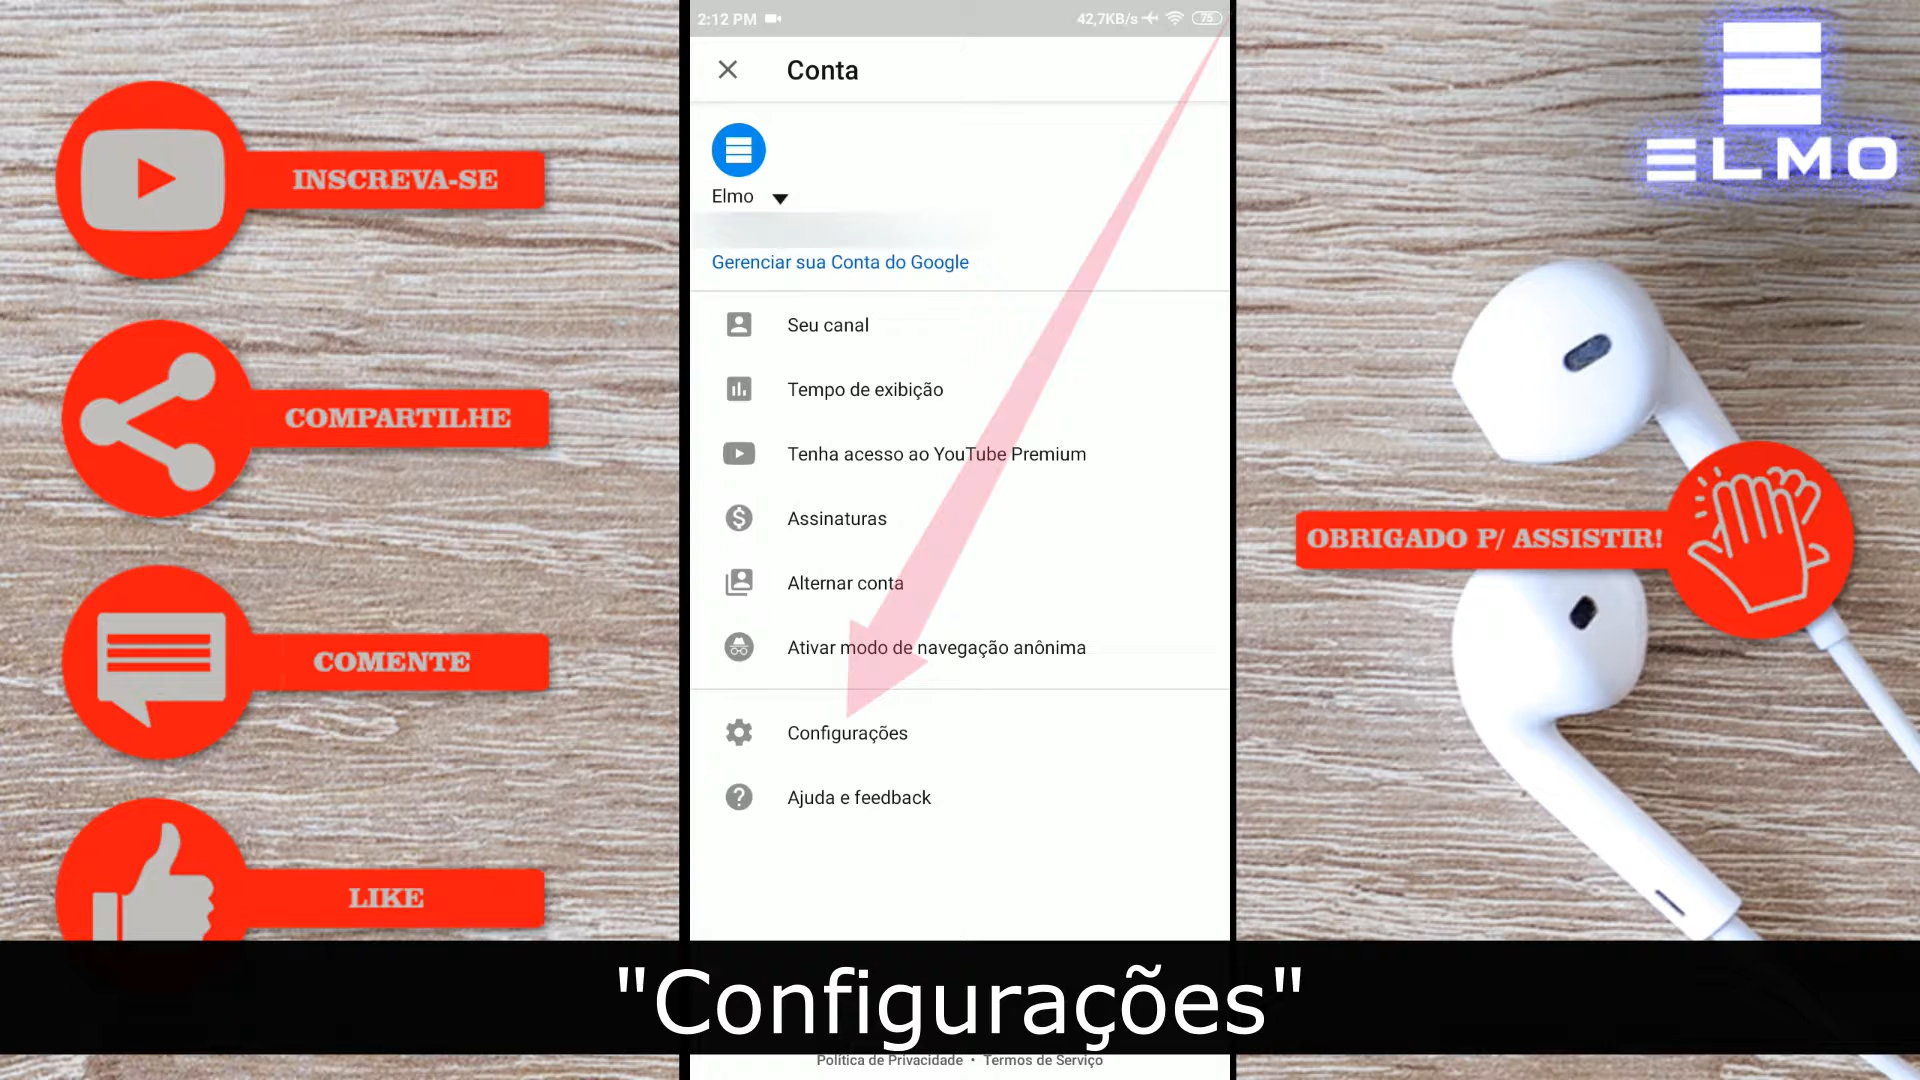 2:12 PM
42,7KB/s
75
Conta
Elmo
Gerenciar sua Conta do Google
Seu canal
Tempo de exibição
Tenha acesso ao YouTube Premium
Assinaturas
Alternar conta
Ativar modo de navegação anônima
Configurações
Ajuda e feedback
Política de Privacidade • Termos de Serviço
INSCREVA-SE
COMPARTILHE
COMENTE
LIKE
ELMO
OBRIGADO P/ ASSISTIR!
"Configurações"